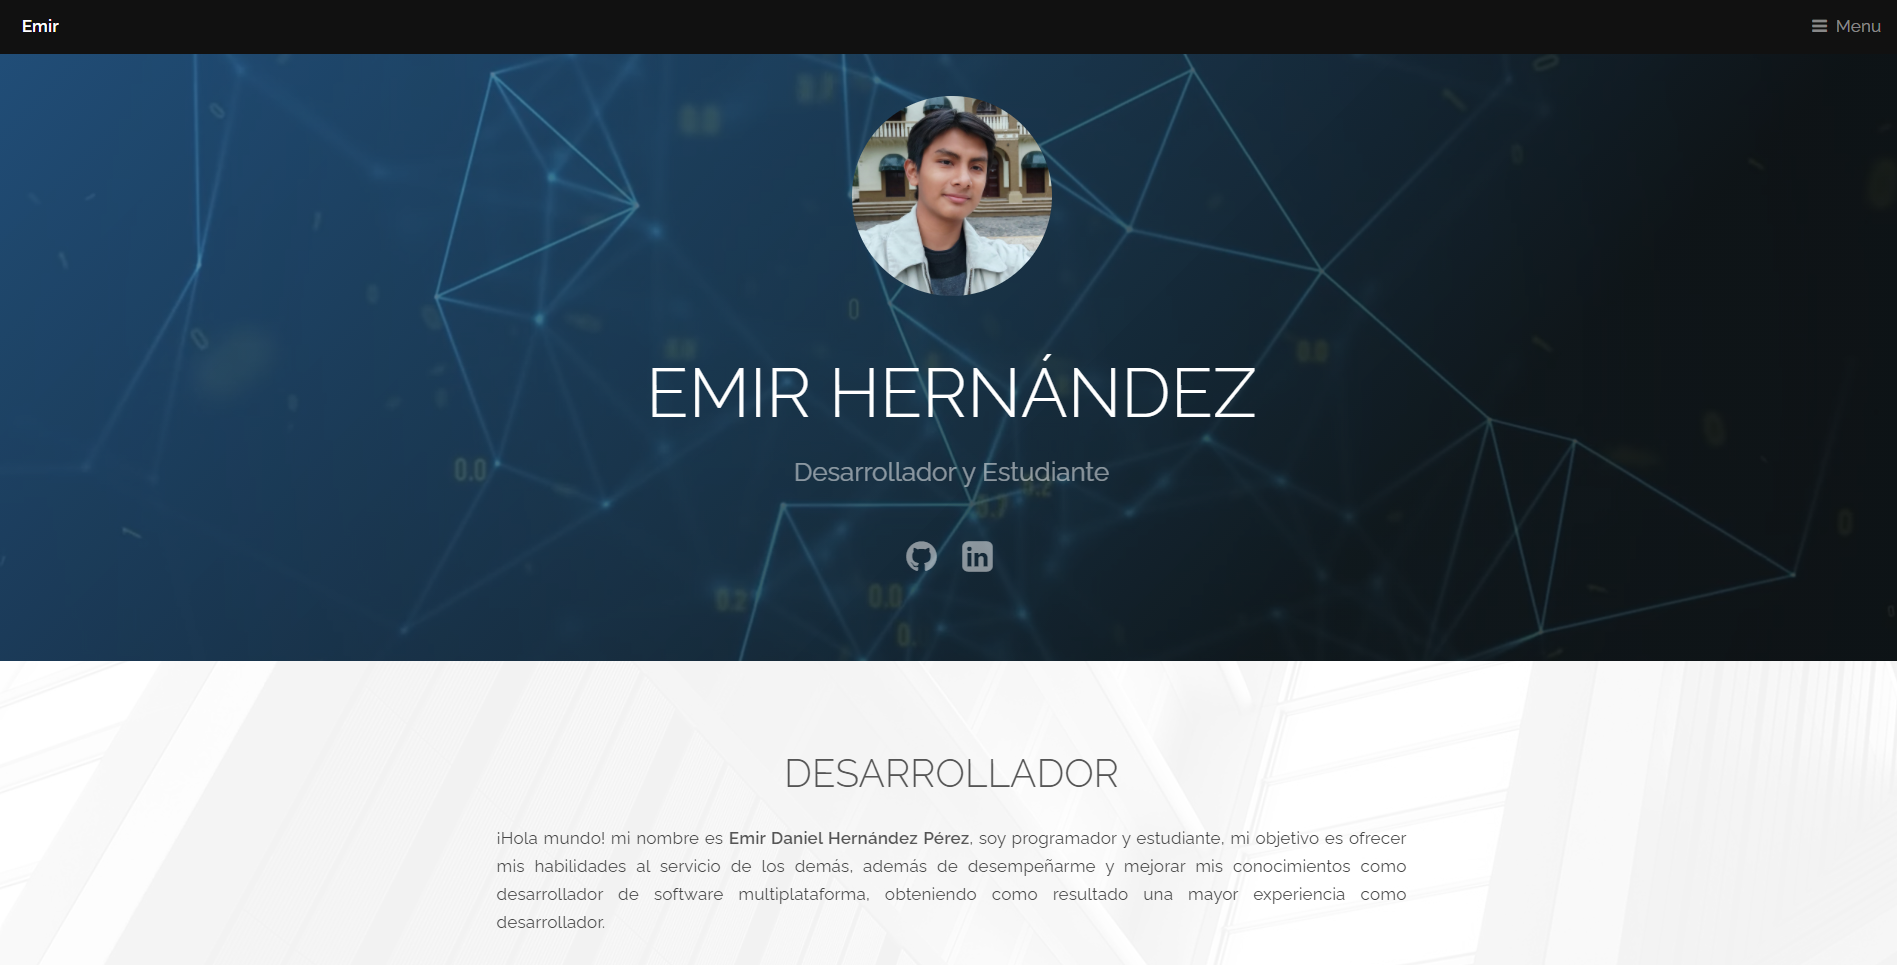 Emir
Menu
EMIR HERNÁNDEZ
Desarrollador y Estudiante
DESARROLLADOR
¡Hola mundo! mi nombre es Emir Daniel Hernández Pérez, soy programador y estudiante, mi objetivo es ofrecer
mis habilidades al servicio de los demás, además de desempeñarme y mejorar mis conocimientos como
desarrollador de software multiplataforma, obteniendo como resultado una mayor experiencia como
desarrollador.